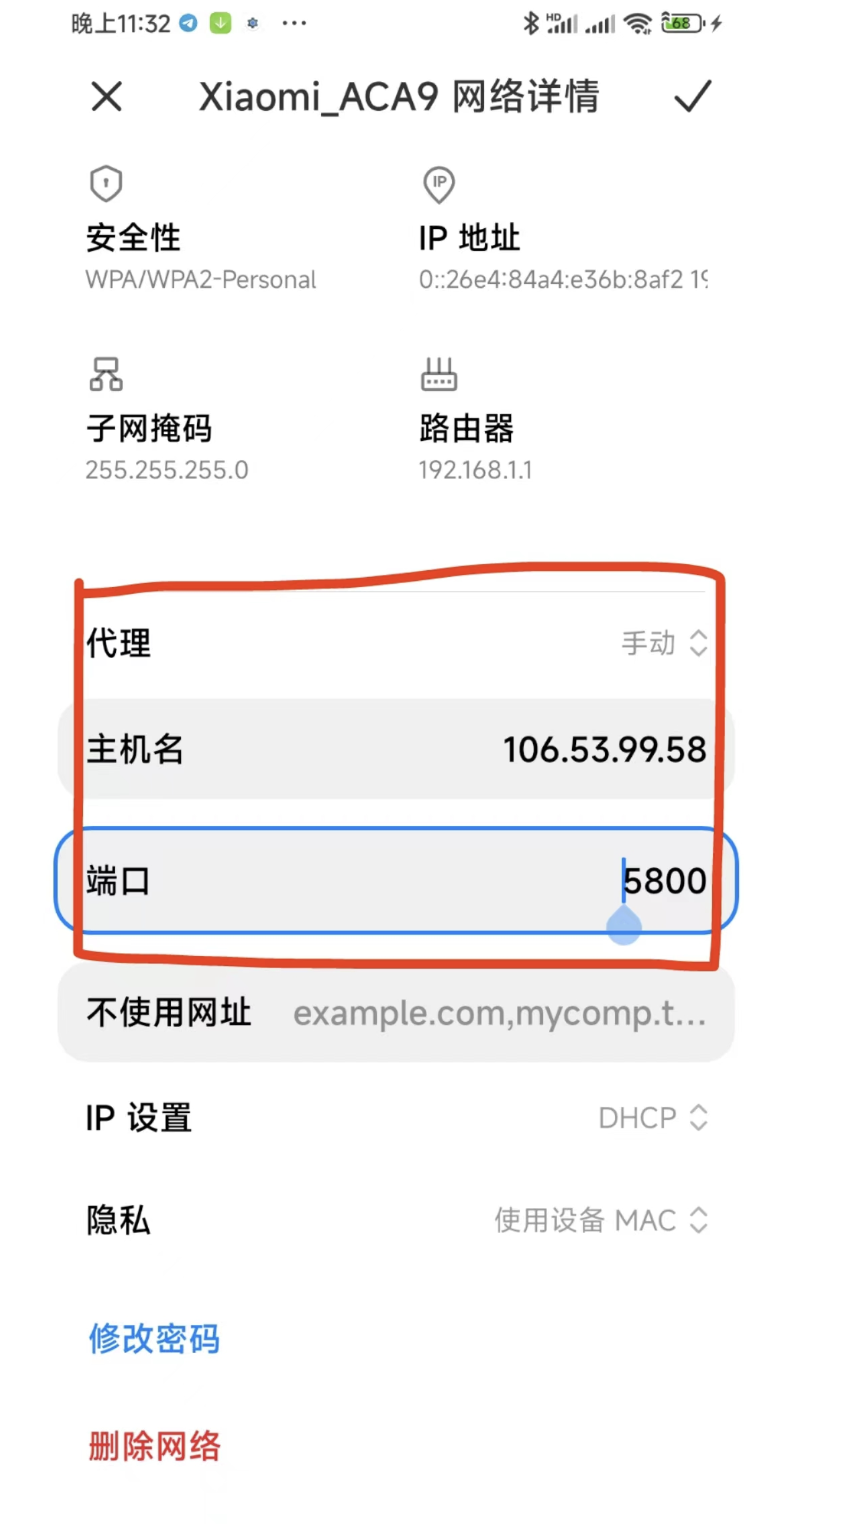 晚上11:32
HD
68
Xiaomi_ACA9 网络详情
IP
安全性
IP 地址
WPA/WPA2-Personal
0::26e4:84a4:e36b:8af2 19
子网掩码
路由器
255.255.255.0
192.168.1.1
代理
手动
主机名
106.53.99.58
端口
5800
不使用网址
example.com,mycomp.t...
IP 设置
DHCP
隐私
使用设备 MAC
修改密码
删除网络